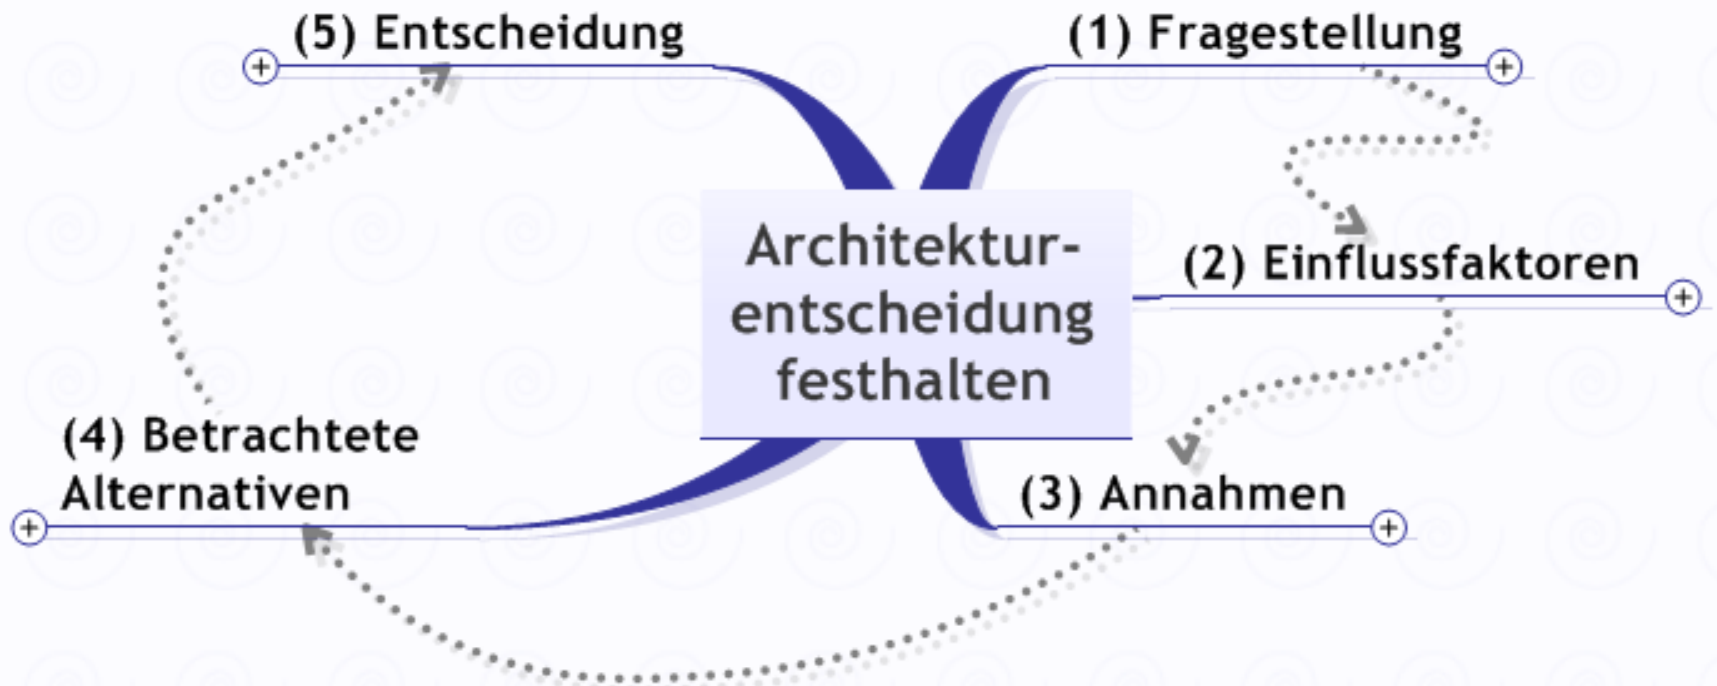 (5) Entscheidung
(1) Fragestellung
Architektur-
entscheidung
festhalten
(2) Einflussfaktoren
(4) Betrachtete
Alternativen
(3) Annahmen